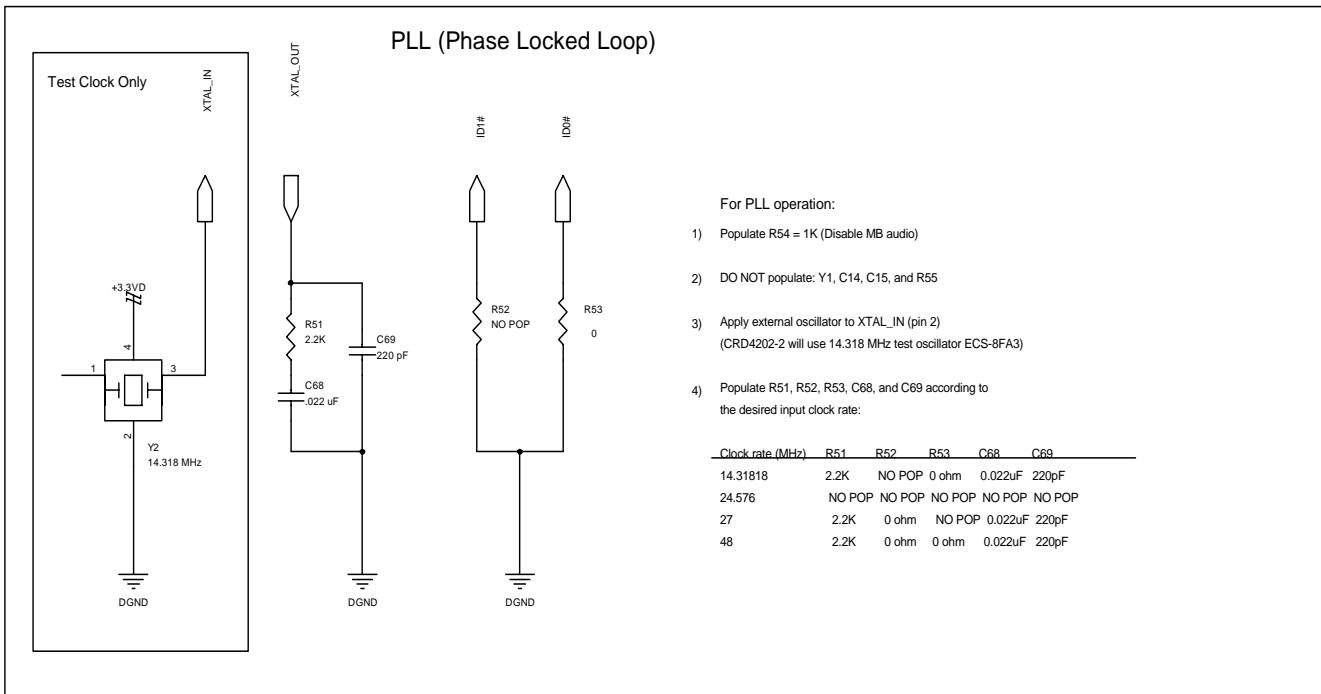 PLL (Phase Locked Loop)
Test Clock Only
XTAL_IN
XTAL_OUT
ID1#
ID0#
+3.3VD
4
1
3
2
Y2
14.318 MHz
DGND
R51
2.2K
C68
.022 uF
C69
220 pF
DGND
R52
NO POP
R53
0
DGND
For PLL operation:
1) Populate R54 = 1K (Disable MB audio)
2) DO NOT populate: Y1, C14, C15, and R55
3) Apply external oscillator to XTAL_IN (pin 2)
(CRD4202-2 will use 14.318 MHz test oscillator ECS-8FA3)
4) Populate R51, R52, R53, C68, and C69 according to
the desired input clock rate:
Clock rate (MHz) R51 R52 R53 C68 C69
14.31818 2.2K NO POP 0 ohm 0.022uF 220pF
24.576 NO POP NO POP NO POP NO POP NO POP
27 2.2K 0 ohm NO POP 0.022uF 220pF
48 2.2K 0 ohm 0 ohm 0.022uF 220pF